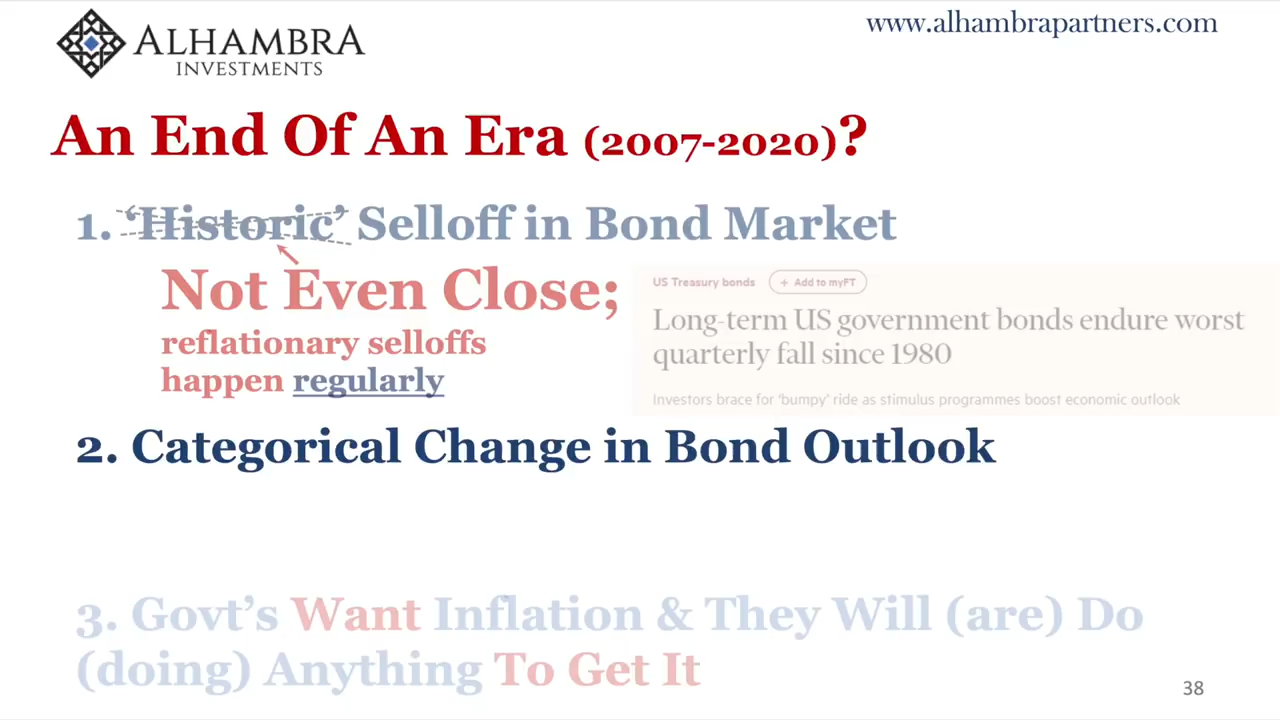 ALHAMBRA
INVESTMENTS
www.alhambrapartners.com
An End Of An Era (2007-2020)?
1. ‘Historic’ Selloff in Bond Market
Not Even Close;
reflationary selloffs
happen regularly
US Treasury bonds + Add to myFT
Long-term US government bonds endure worst
quarterly fall since 1980
Investors brace for ‘bumpy’ ride as stimulus programmes boost economic outlook
2. Categorical Change in Bond Outlook
3. Govt’s Want Inflation & They Will (are) Do
(doing) Anything To Get It
38